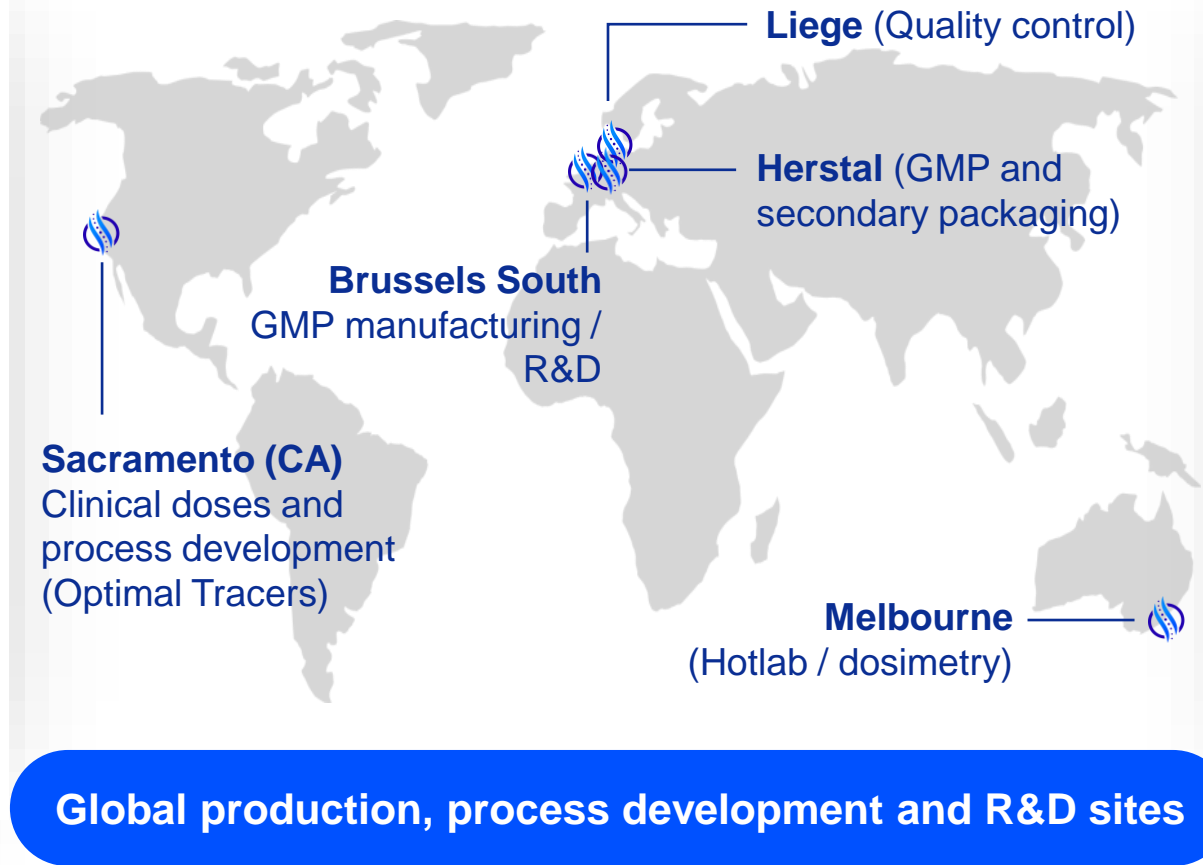 Liege (Quality control)
Herstal (GMP and
secondary packaging)
Brussels South
GMP manufacturing /
R&D
Sacramento (CA)
Clinical doses and
process development
(Optimal Tracers)
Melbourne
(Hotlab / dosimetry)
Global production, process development and R&D sites